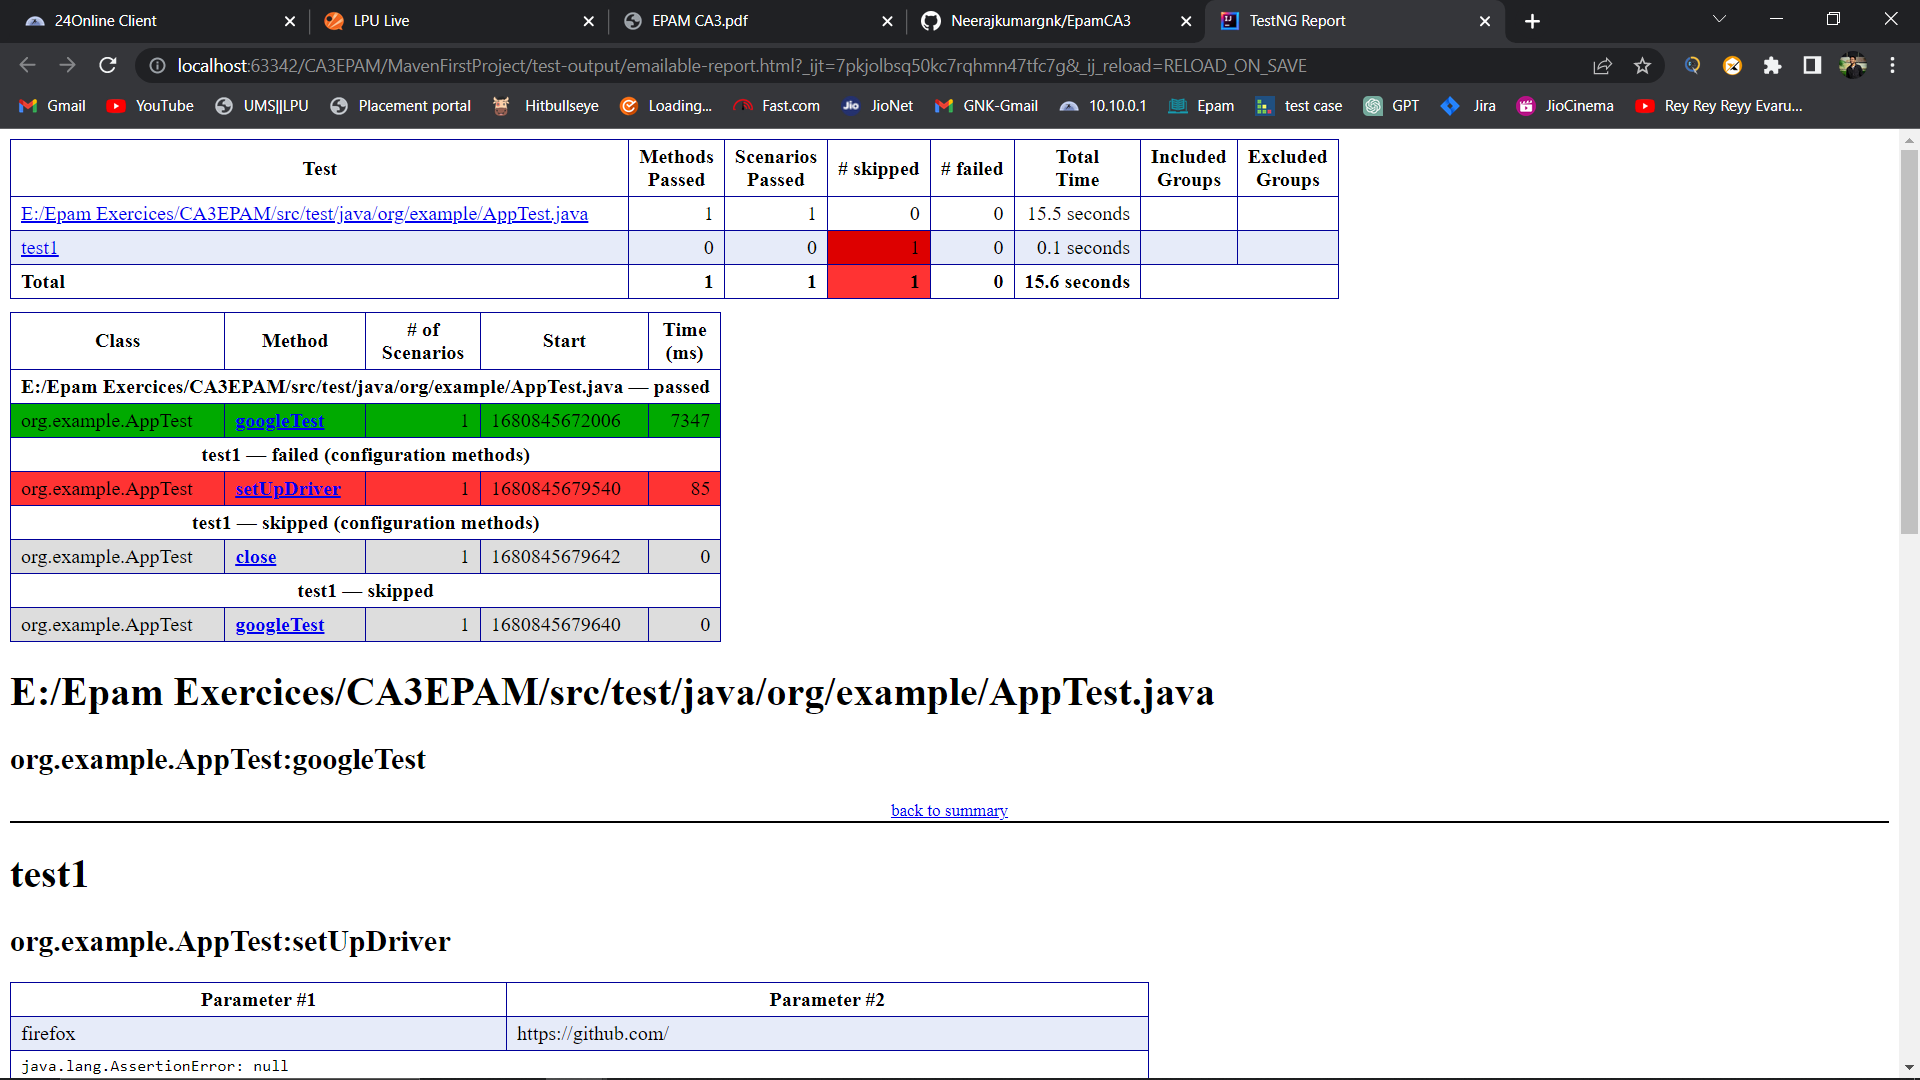 24Online Client
LPU Live
EPAM CA3.pdf
Neerajkumargnk/EpamCA3
TestNG Report
localhost:63342/CA3EPAM/MavenFirstProject/test-output/emailable-report.html?_ijt=7pkjolbsq50kc7rqhmn47tfc7g&_ij_reload=RELOAD_ON_SAVE
Gmail YouTube UMS||LPU Placement portal Hitbullseye Loading... Fast.com Jio JioNet GNK-Gmail 10.10.0.1 Epam test case GPT Jira JioCinema Rey Rey Reyy Evaru...
Test Methods Passed Scenarios Passed # skipped # failed Total Time Included Groups Excluded Groups
E:/Epam Exercices/CA3EPAM/src/test/java/org/example/AppTest.java 1 1 0 0 15.5 seconds
test1 0 0 1 0 0.1 seconds
Total 1 1 1 0 15.6 seconds
Class Method # of Scenarios Start Time (ms)
E:/Epam Exercices/CA3EPAM/src/test/java/org/example/AppTest.java — passed
org.example.AppTest googleTest 1 1680845672006 7347
test1 — failed (configuration methods)
org.example.AppTest setUpDriver 1 1680845679540 85
test1 — skipped (configuration methods)
org.example.AppTest close 1 1680845679642 0
test1 — skipped
org.example.AppTest googleTest 1 1680845679640 0
E:/Epam Exercices/CA3EPAM/src/test/java/org/example/AppTest.java
org.example.AppTest:googleTest
back to summary
test1
org.example.AppTest:setUpDriver
Parameter #1 Parameter #2
firefox https://github.com/
java.lang.AssertionError: null